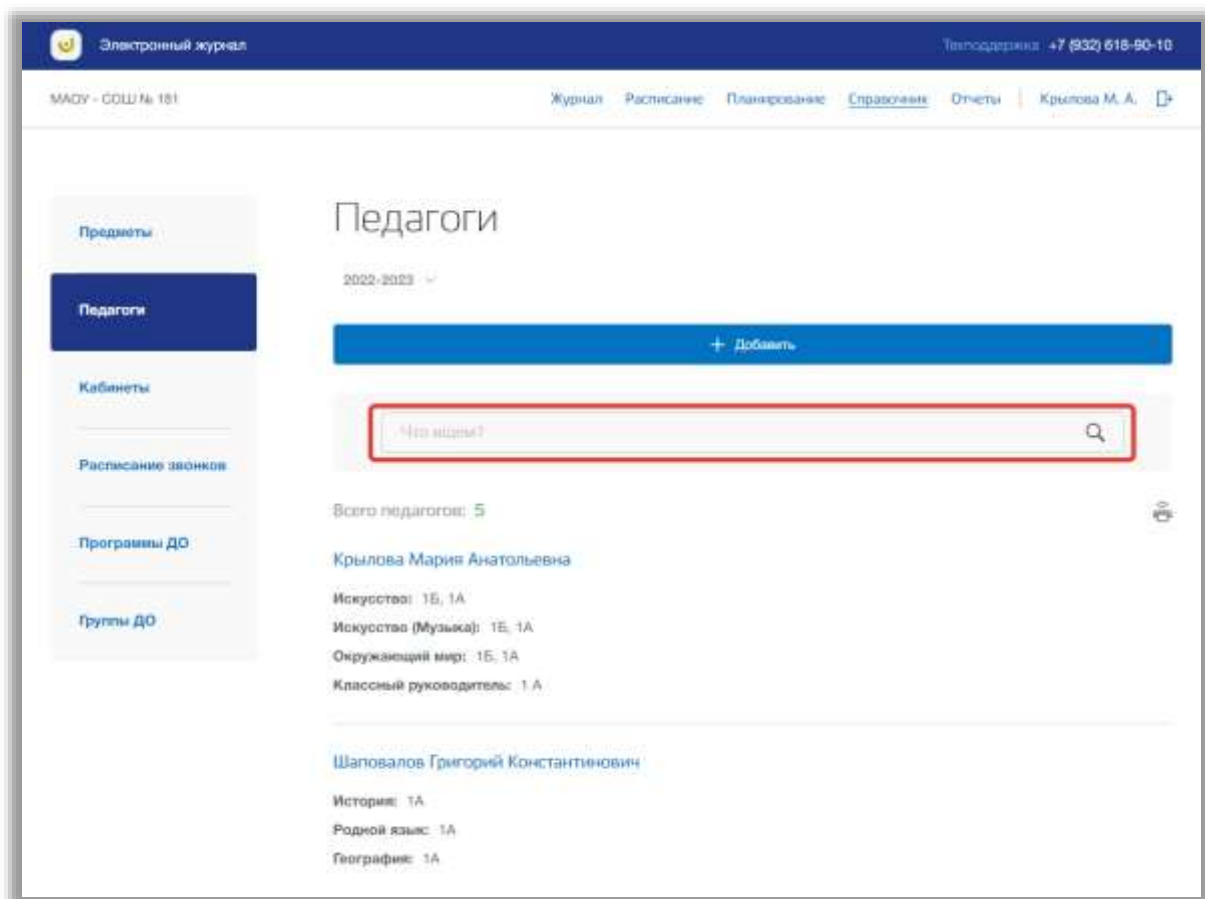 Электронный журнал Техподдержка +7 (932) 618-90-10
МАОУ - СОШ № 181 Журнал Расписание Планирование Справочник Отчеты Крылова М. А.
Предметы
Педагоги
Кабинеты
Расписание звонков
Программы ДО
Группы ДО
Педагоги
2022-2023
+ Добавить
Что ищем?
Всего педагогов: 5
Крылова Мария Анатольевна
Искусство: 1Б, 1А
Искусство (Музыка): 1Б, 1А
Окружающий мир: 1Б, 1А
Классный руководитель: 1 А
Шаповалов Григорий Константинович
История: 1А
Родной язык: 1А
География: 1А